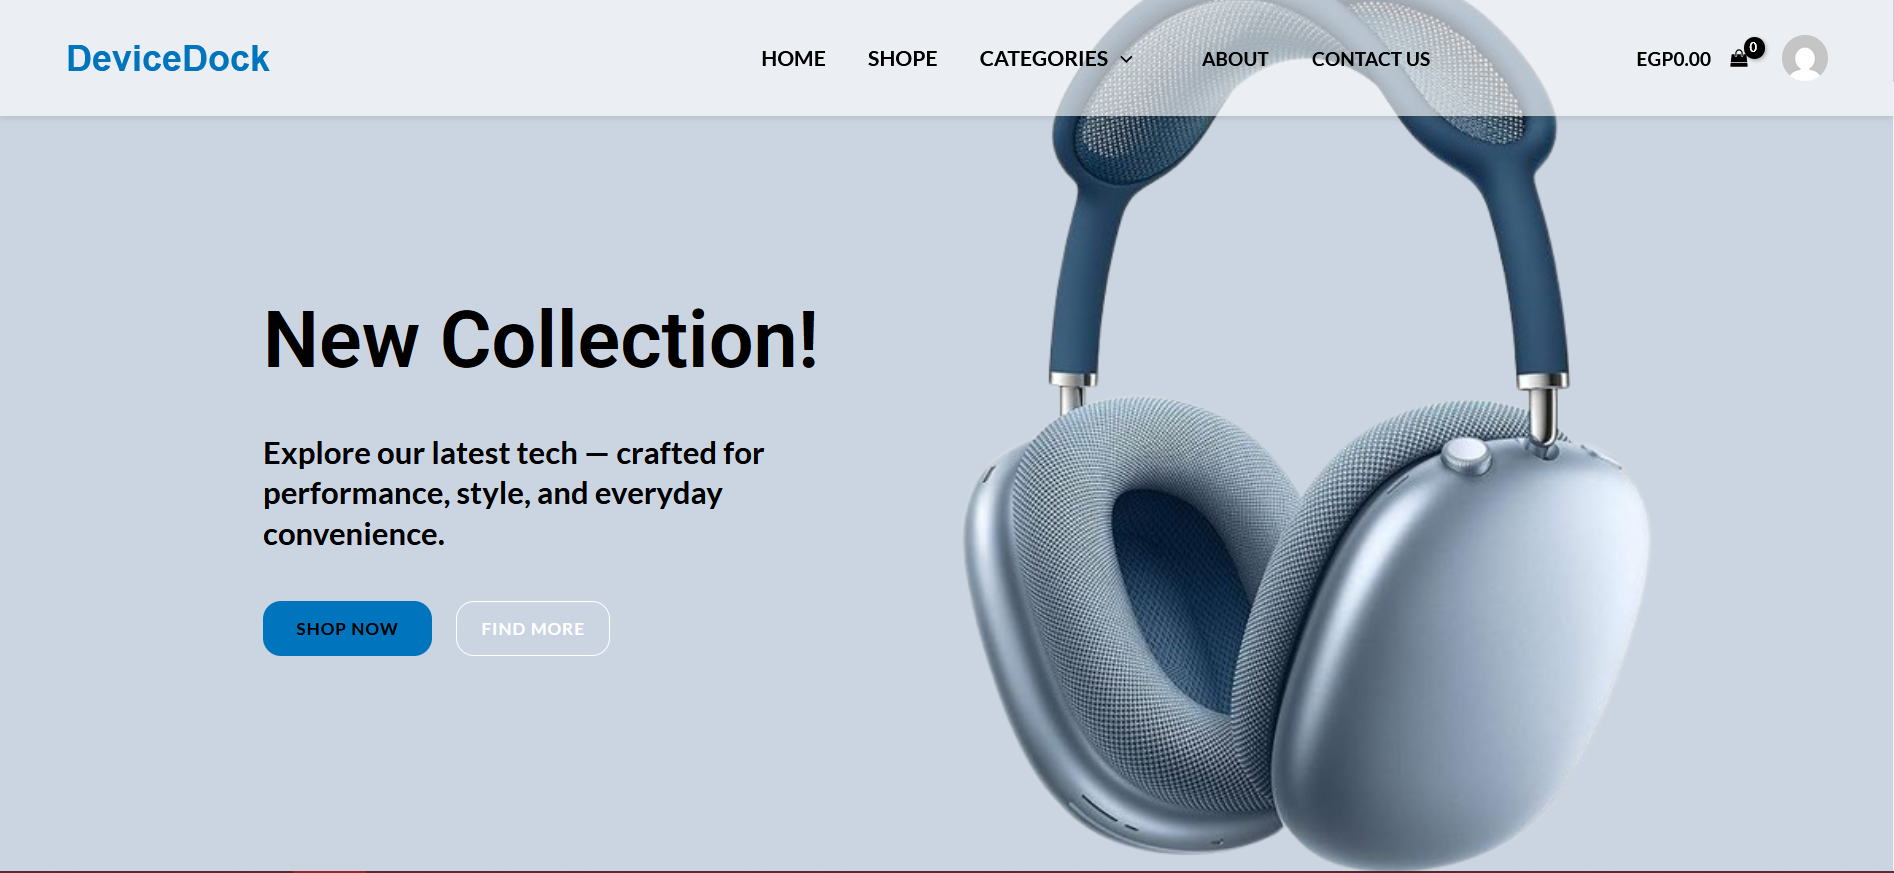 DeviceDock
HOME SHOPE CATEGORIES ABOUT CONTACT US EGP0.00 0
New Collection!
Explore our latest tech — crafted for
performance, style, and everyday
convenience.
SHOP NOW FIND MORE